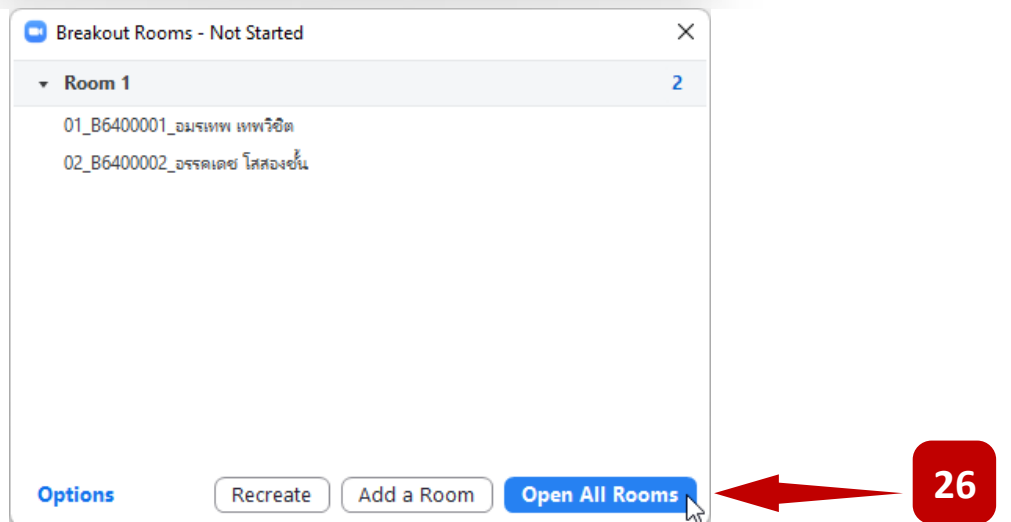 Breakout Rooms - Not Started
Room 1 2
01_B6400001_อมรเทพ เทพวิชิต
02_B6400002_อรรคเดช โสสองชั้น
Options Recreate Add a Room Open All Rooms
26